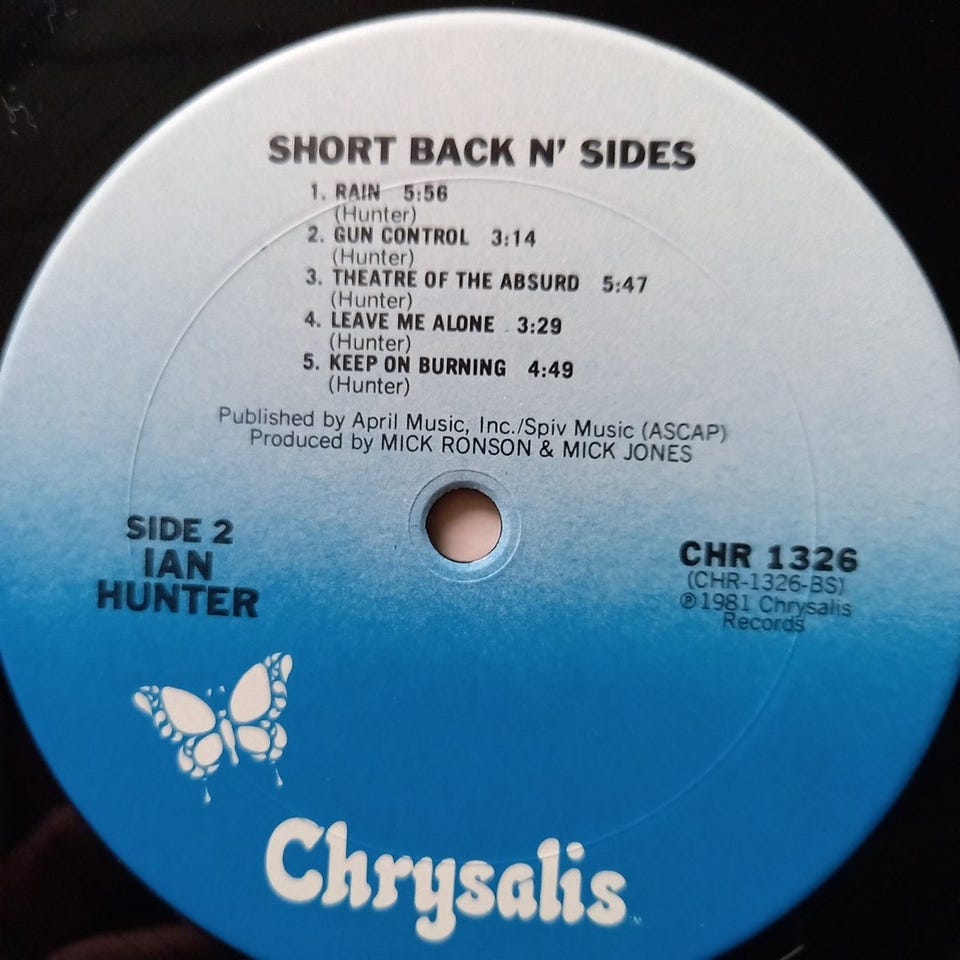 SHORT BACK N' SIDES
1. RAIN 5:56
(Hunter)
2. GUN CONTROL 3:14
(Hunter)
3. THEATRE OF THE ABSURD 5:47
(Hunter)
4. LEAVE ME ALONE 3:29
(Hunter)
5. KEEP ON BURNING 4:49
(Hunter)
Published by April Music, Inc./Spiv Music (ASCAP)
Produced by MICK RONSON & MICK JONES
SIDE 2
IAN
HUNTER
CHR 1326
(CHR-1326-BS)
℗1981 Chrysalis
Records
Chrysalis™